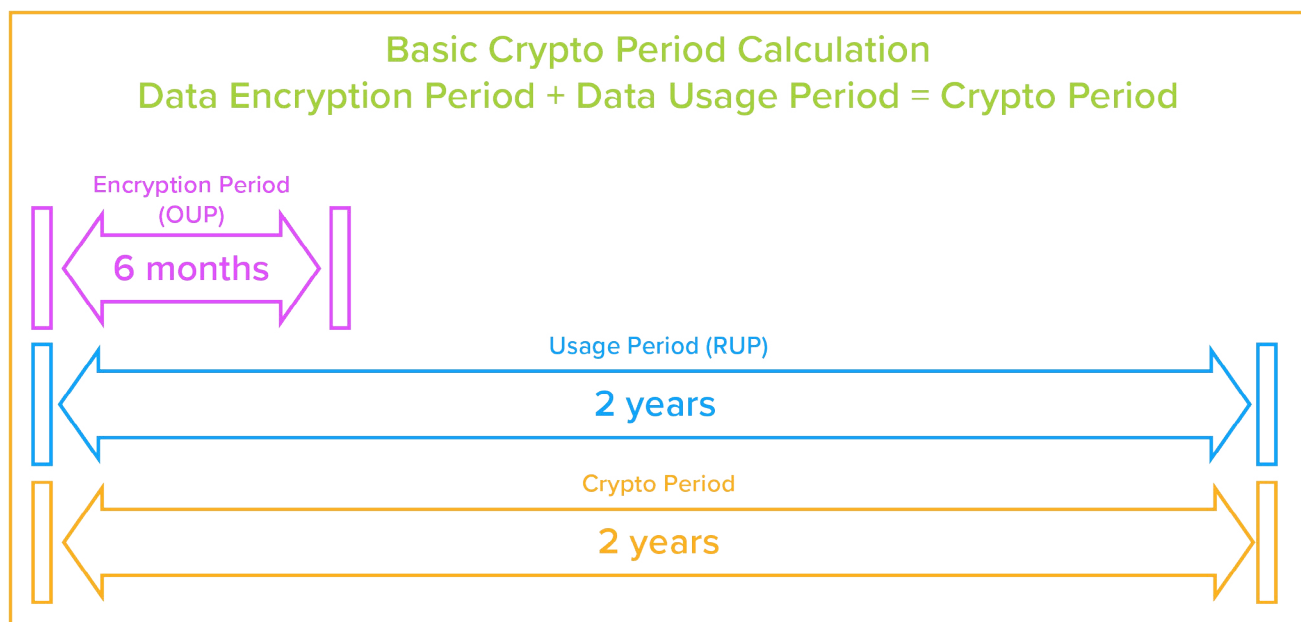 Basic Crypto Period Calculation
Data Encryption Period + Data Usage Period = Crypto Period
Encryption Period
(OUP)
6 months
Usage Period (RUP)
2 years
Crypto Period
2 years